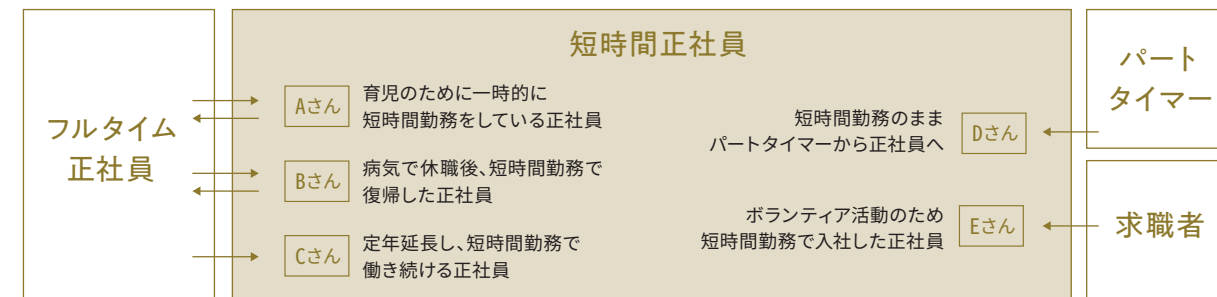 フルタイム
正社員
短時間正社員
Aさん
育児のために一時的に
短時間勤務をしている正社員
Bさん
病気で休職後、短時間勤務で
復帰した正社員
Cさん
定年延長し、短時間勤務で
働き続ける正社員
短時間勤務のまま
パートタイマーから正社員へ
Dさん
ボランティア活動のため
短時間勤務で入社した正社員
Eさん
パート
タイマー
求職者